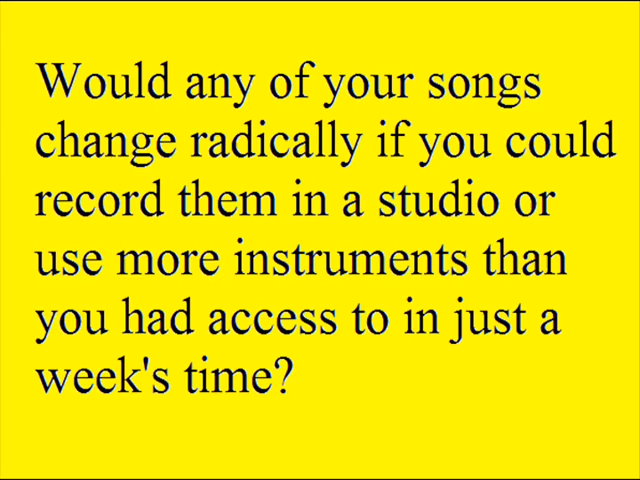 Would any of your songs
change radically if you could
record them in a studio or
use more instruments than
you had access to in just a
week's time?